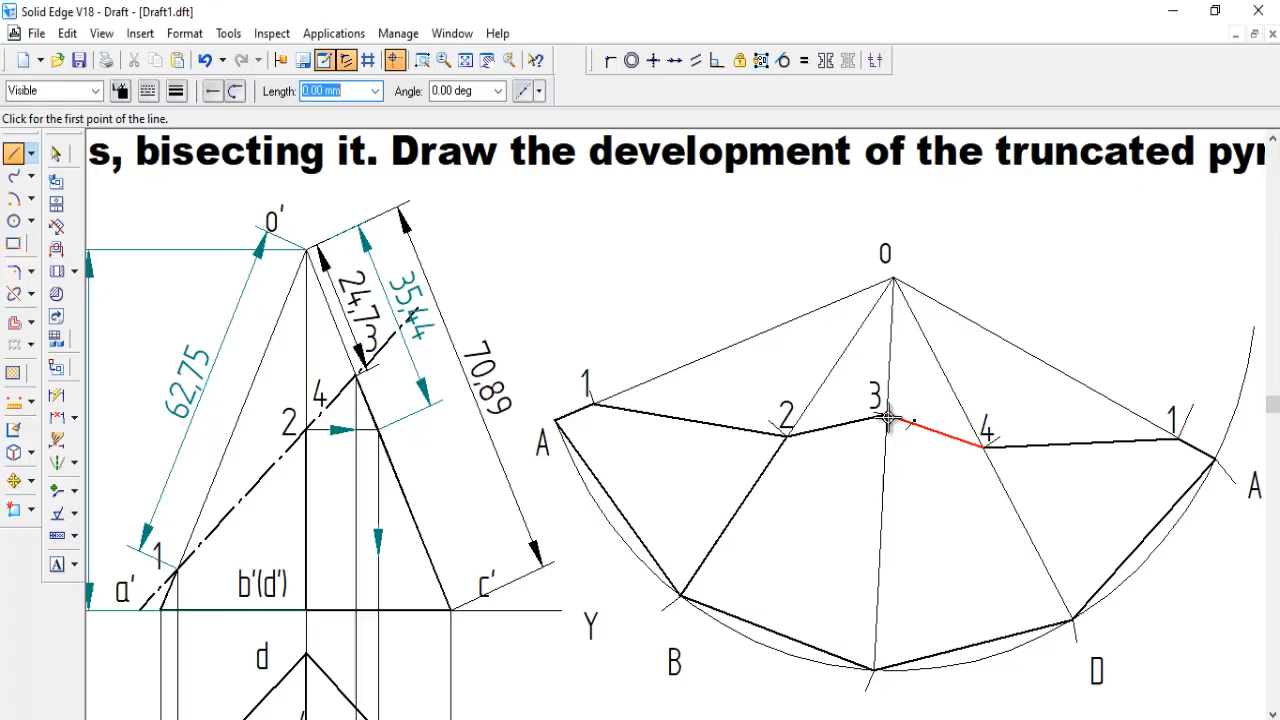 Solid Edge V18 - Draft - [Draft1.dft]
File Edit View Insert Format Tools Inspect Applications Manage Window Help
Visible Length: 0.00 mm Angle: 0.00 deg
Click for the first point of the line.
s, bisecting it. Draw the development of the truncated pyr
o'
O
24,73
35,44
62,75
70,89
3
4
2
1
1
2
3
4
1
A
A
a'
b'(d')
c'
Y
B
D
d